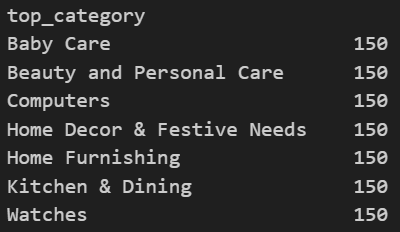 top_category
Baby Care 150
Beauty and Personal Care 150
Computers 150
Home Decor & Festive Needs 150
Home Furnishing 150
Kitchen & Dining 150
Watches 150